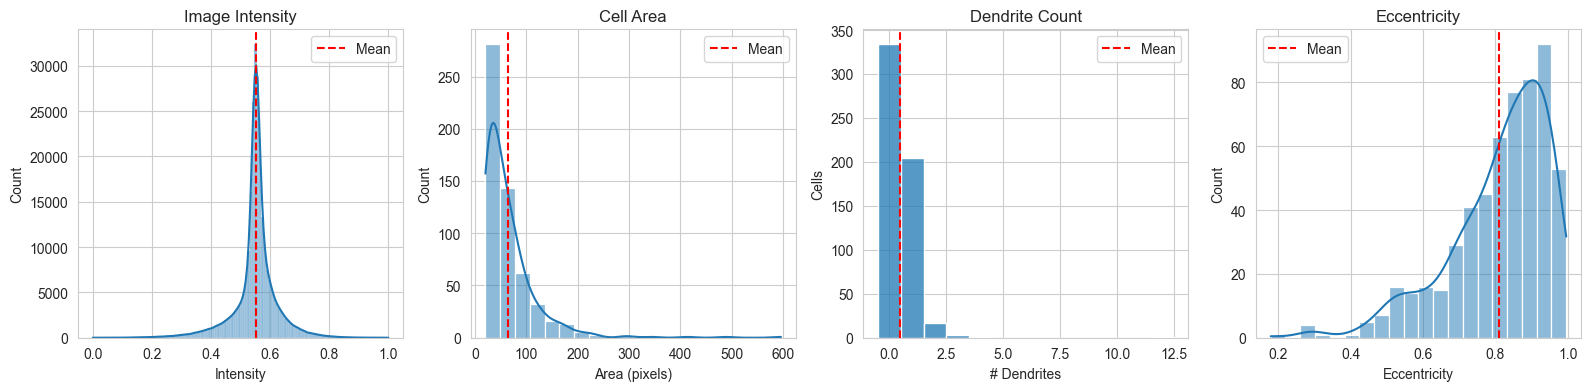 Image Intensity
Mean
Count
30000
25000
20000
15000
10000
5000
0
0.0 0.2 0.4 0.6 0.8 1.0
Intensity
Cell Area
Mean
Count
250
200
150
100
50
0
0 100 200 300 400 500 600
Area (pixels)
Dendrite Count
Mean
Cells
350
300
250
200
150
100
50
0
0.0 2.5 5.0 7.5 10.0 12.5
# Dendrites
Eccentricity
Mean
Count
80
60
40
20
0
0.2 0.4 0.6 0.8 1.0
Eccentricity